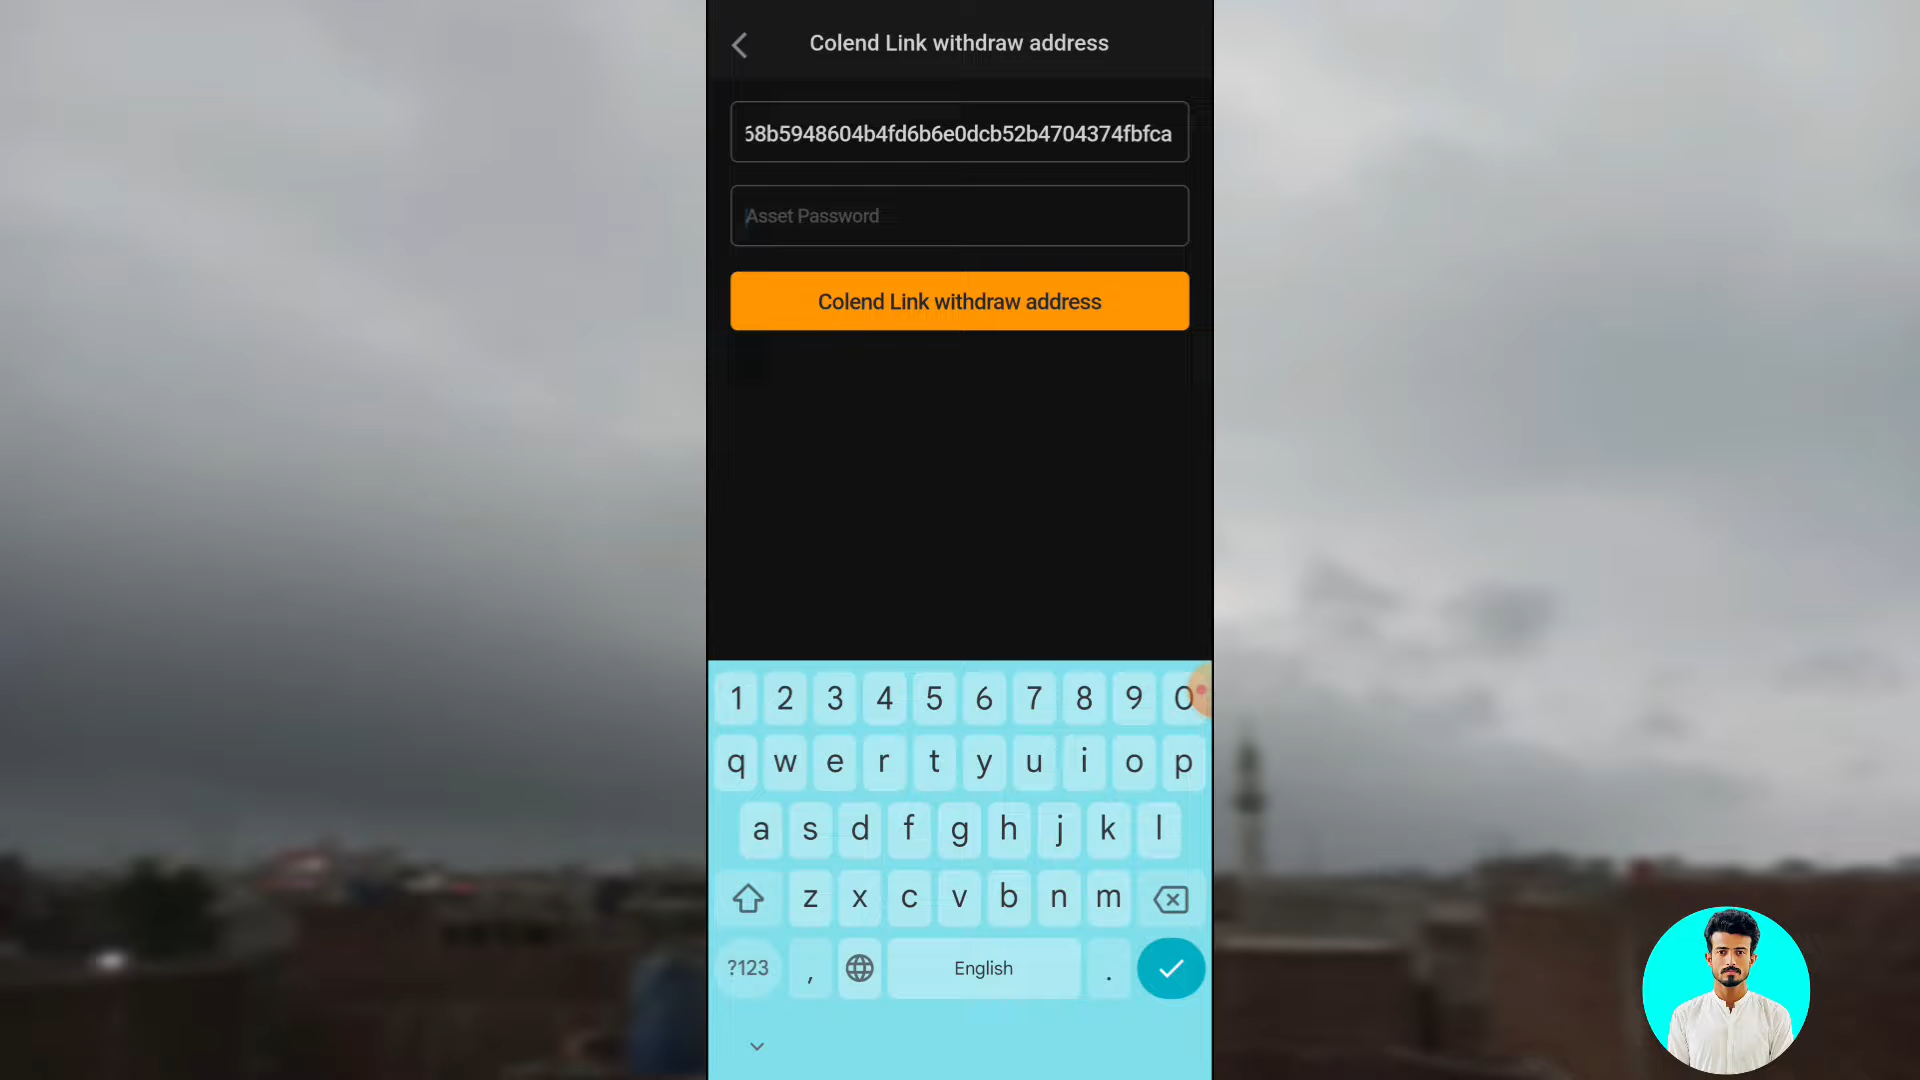 Colend Link withdraw address
68b5948604b4fd6b6e0dcb52b4704374fbfca
Asset Password
Colend Link withdraw address
1 2 3 4 5 6 7 8 9 0
q w e r t y u i o p
a s d f g h j k l
z x c v b n m
?123 , English .